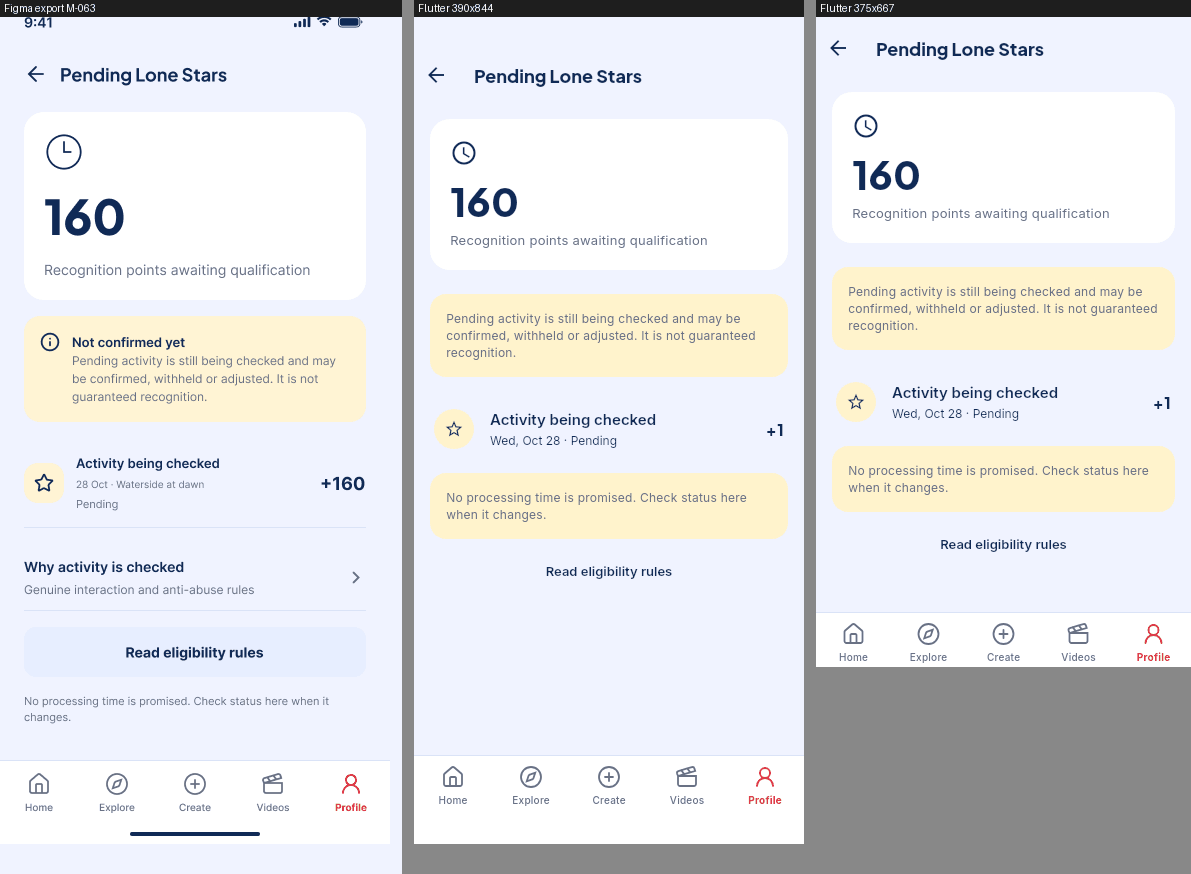 Figma export M-063
9:41
Pending Lone Stars
160
Recognition points awaiting qualification
Not confirmed yet
Pending activity is still being checked and may
be confirmed, withheld or adjusted. It is not
guaranteed recognition.
Activity being checked
28 Oct · Waterside at dawn
Pending
+160
Why activity is checked
Genuine interaction and anti-abuse rules
Read eligibility rules
No processing time is promised. Check status here when it
changes.
Home
Explore
Create
Videos
Profile
Flutter 390x844
Pending Lone Stars
160
Recognition points awaiting qualification
Pending activity is still being checked and may be
confirmed, withheld or adjusted. It is not guaranteed
recognition.
Activity being checked
Wed, Oct 28 · Pending
+1
No processing time is promised. Check status here
when it changes.
Read eligibility rules
Home
Explore
Create
Videos
Profile
Flutter 375x667
Pending Lone Stars
160
Recognition points awaiting qualification
Pending activity is still being checked and may be
confirmed, withheld or adjusted. It is not guaranteed
recognition.
Activity being checked
Wed, Oct 28 · Pending
+1
No processing time is promised. Check status here
when it changes.
Read eligibility rules
Home
Explore
Create
Videos
Profile